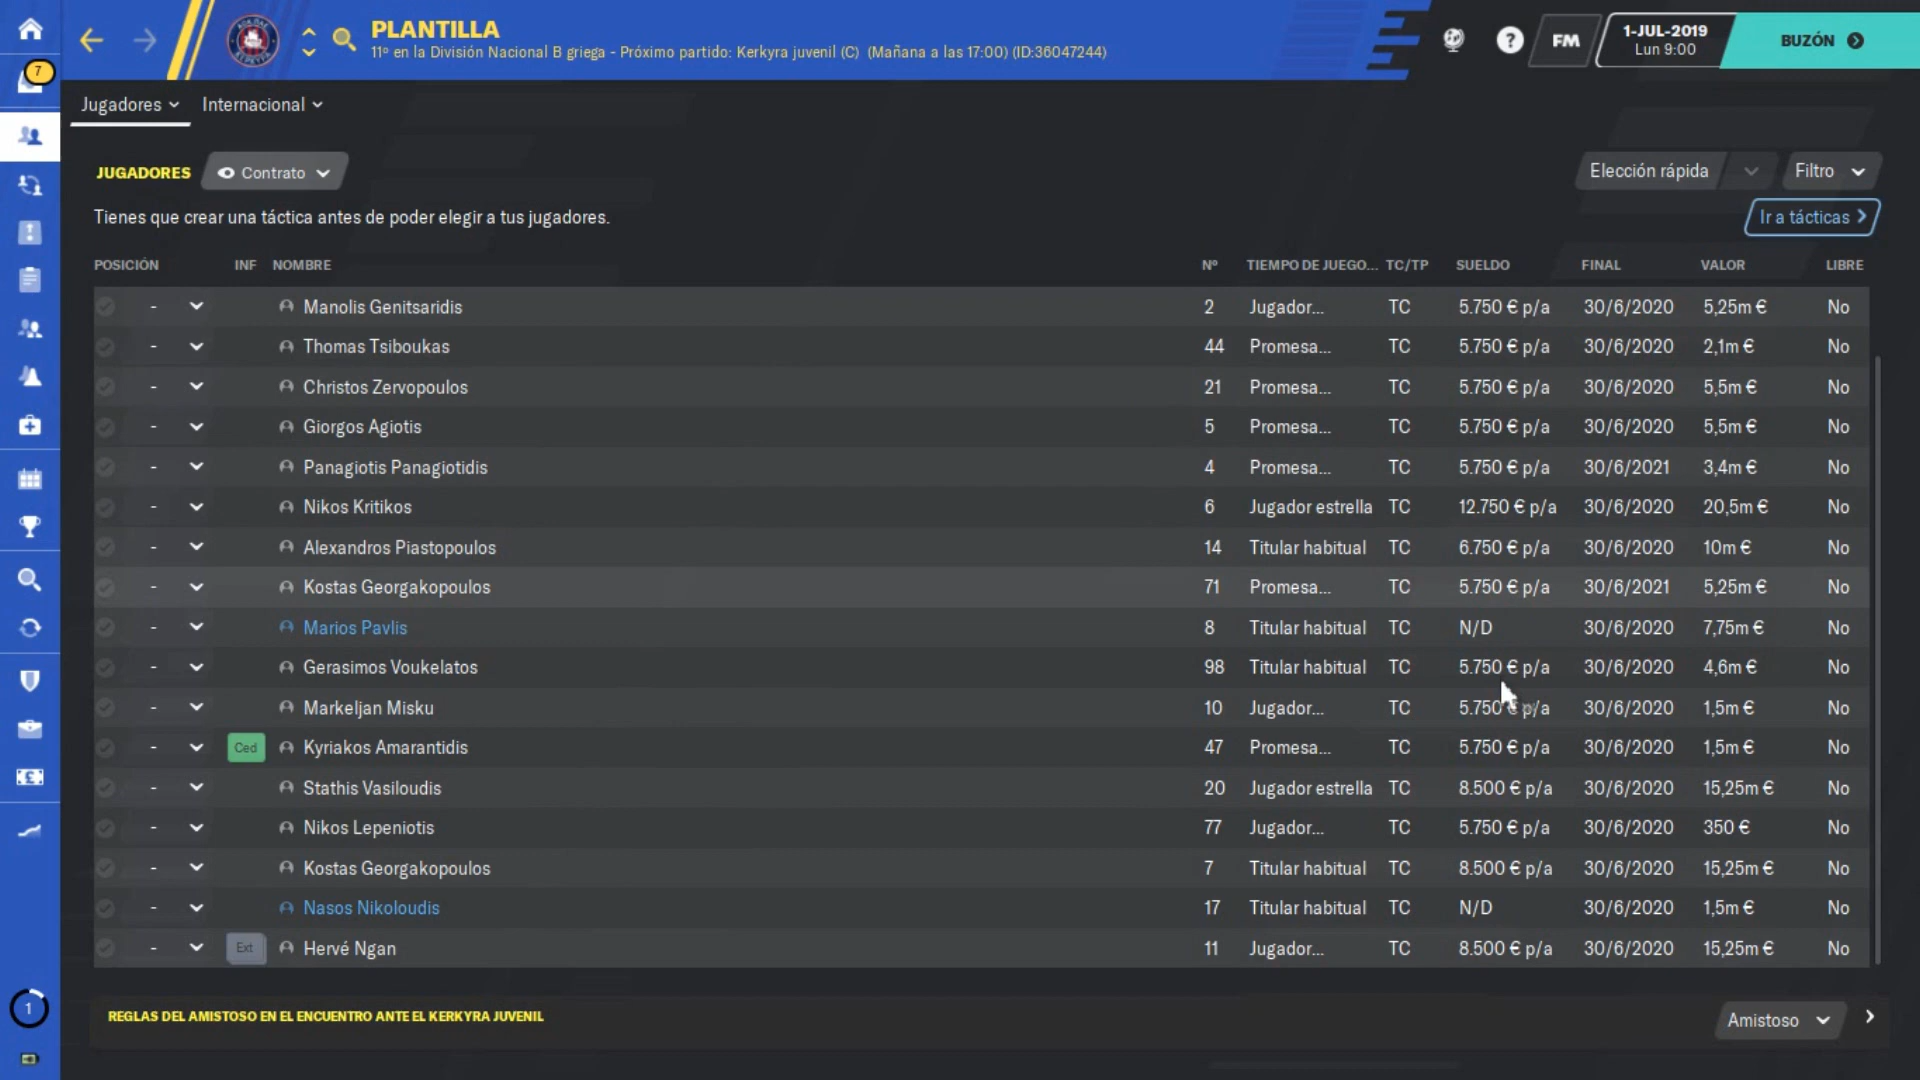 PLANTILLA
11º en la División Nacional B griega - Próximo partido: Kerkyra juvenil (C) (Mañana a las 17:00) (ID:36047244)
?
FM
1-JUL-2019
Lun 9:00
BUZÓN
7
Jugadores
Internacional
JUGADORES
Contrato
Elección rápida
Filtro
Tienes que crear una táctica antes de poder elegir a tus jugadores.
Ir a tácticas
POSICIÓN INF NOMBRE Nº TIEMPO DE JUEGO... TC/TP SUELDO FINAL VALOR LIBRE
- Manolis Genitsaridis 2 Jugador... TC 5.750 € p/a 30/6/2020 5,25m € No
- Thomas Tsiboukas 44 Promesa... TC 5.750 € p/a 30/6/2020 2,1m € No
- Christos Zervopoulos 21 Promesa... TC 5.750 € p/a 30/6/2020 5,5m € No
- Giorgos Agiotis 5 Promesa... TC 5.750 € p/a 30/6/2020 5,5m € No
- Panagiotis Panagiotidis 4 Promesa... TC 5.750 € p/a 30/6/2021 3,4m € No
- Nikos Kritikos 6 Jugador estrella TC 12.750 € p/a 30/6/2020 20,5m € No
- Alexandros Piastopoulos 14 Titular habitual TC 6.750 € p/a 30/6/2020 10m € No
- Kostas Georgakopoulos 71 Promesa... TC 5.750 € p/a 30/6/2021 5,25m € No
- Marios Pavlis 8 Titular habitual TC N/D 30/6/2020 7,75m € No
- Gerasimos Voukelatos 98 Titular habitual TC 5.750 € p/a 30/6/2020 4,6m € No
- Markeljan Misku 10 Jugador... TC 5.750 € p/a 30/6/2020 1,5m € No
- Ced Kyriakos Amarantidis 47 Promesa... TC 5.750 € p/a 30/6/2020 1,5m € No
- Stathis Vasiloudis 20 Jugador estrella TC 8.500 € p/a 30/6/2020 15,25m € No
- Nikos Lepeniotis 77 Jugador... TC 5.750 € p/a 30/6/2020 350 € No
- Kostas Georgakopoulos 7 Titular habitual TC 8.500 € p/a 30/6/2020 15,25m € No
- Nasos Nikoloudis 17 Titular habitual TC N/D 30/6/2020 1,5m € No
- Ext Hervé Ngan 11 Jugador... TC 8.500 € p/a 30/6/2020 15,25m € No
1
REGLAS DEL AMISTOSO EN EL ENCUENTRO ANTE EL KERKYRA JUVENIL
Amistoso